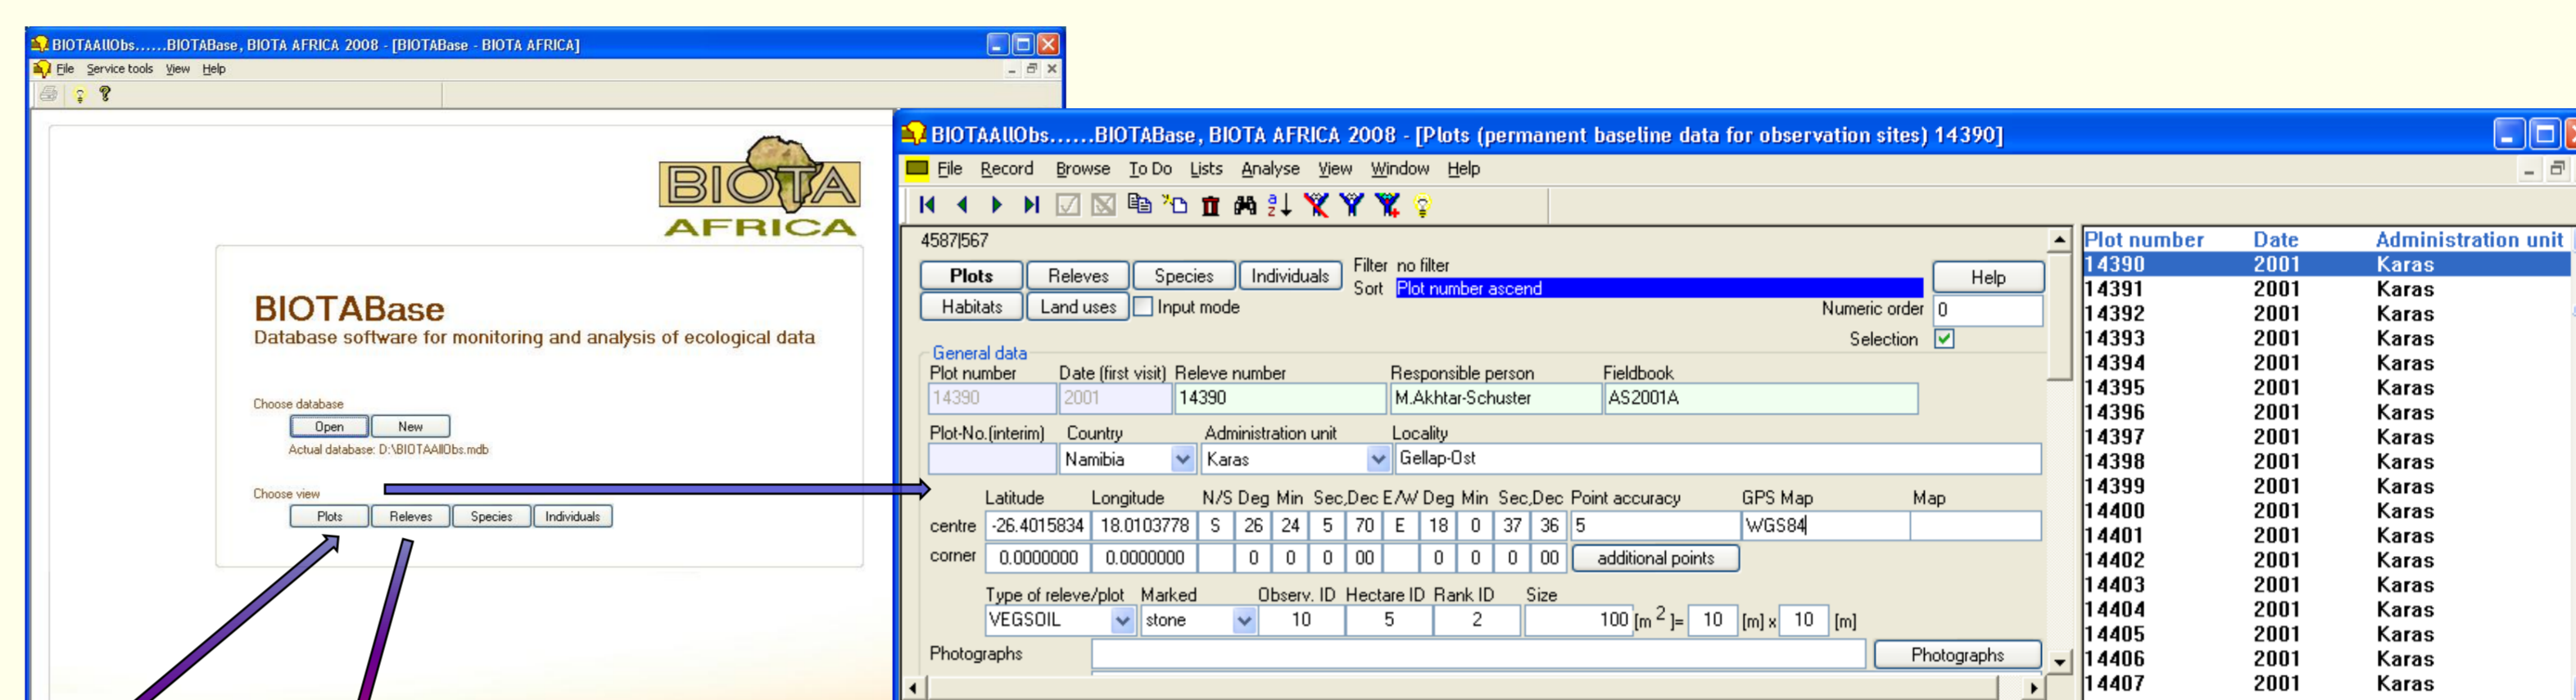 BIOTAAllObs......BIOTABase, BIOTA AFRICA 2008 - [BIOTABase - BIOTA AFRICA]
File Service tools View Help
BIOTA
AFRICA
BIOTABase
Database software for monitoring and analysis of ecological data
Choose database
Open New
Actual database: D:\BIOTAAllObs.mdb
Choose view
Plots Releves Species Individuals
BIOTAAllObs......BIOTABase, BIOTA AFRICA 2008 - [Plots (permanent baseline data for observation sites) 14390]
File Record Browse To Do Lists Analyse View Window Help
4587|567
Plots Releves Species Individuals Filter no filter Help
Sort Plot number ascend
Habitats Land uses Input mode Numeric order 0
Selection
General data
Plot number Date (first visit) Releve number Responsible person Fieldbook
14390 2001 14390 M.Akhtar-Schuster AS2001A
Plot-No.(interim) Country Administration unit Locality
Namibia Karas Gellap-Ost
Latitude Longitude N/S Deg Min Sec,Dec E/W Deg Min Sec,Dec Point accuracy GPS Map Map
centre -26.4015834 18.0103778 S 26 24 5 70 E 18 0 37 36 5 WGS84
corner 0.0000000 0.0000000 0 0 0 00 0 0 0 00 additional points
Type of releve/plot Marked Observ. ID Hectare ID Rank ID Size
VEGSOIL stone 10 5 2 100 [m 2 ]= 10 [m] x 10 [m]
Photographs Photographs
Plot number Date Administration unit
14390 2001 Karas
14391 2001 Karas
14392 2001 Karas
14393 2001 Karas
14394 2001 Karas
14395 2001 Karas
14396 2001 Karas
14397 2001 Karas
14398 2001 Karas
14399 2001 Karas
14400 2001 Karas
14401 2001 Karas
14402 2001 Karas
14403 2001 Karas
14404 2001 Karas
14405 2001 Karas
14406 2001 Karas
14407 2001 Karas